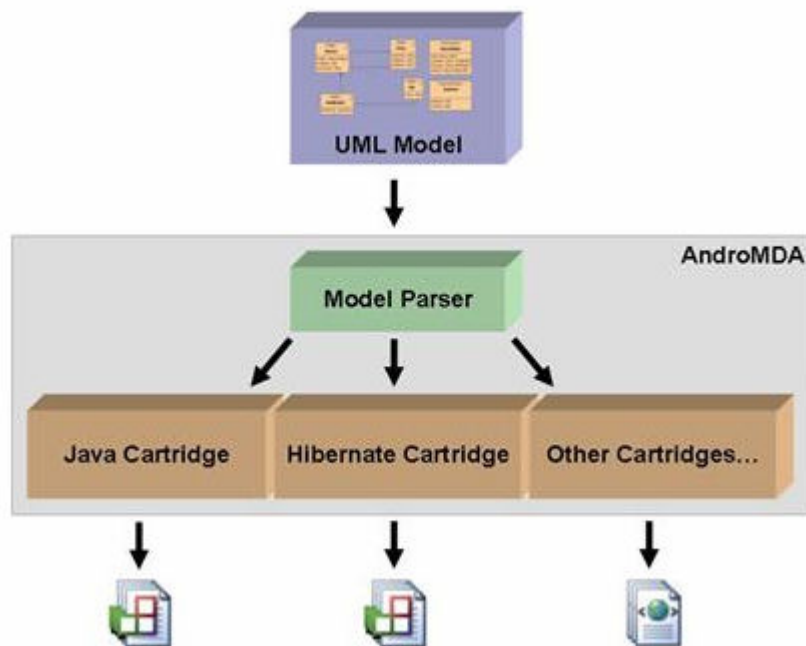 UML Model
AndroMDA
Model Parser
Java Cartridge
Hibernate Cartridge
Other Cartridges…